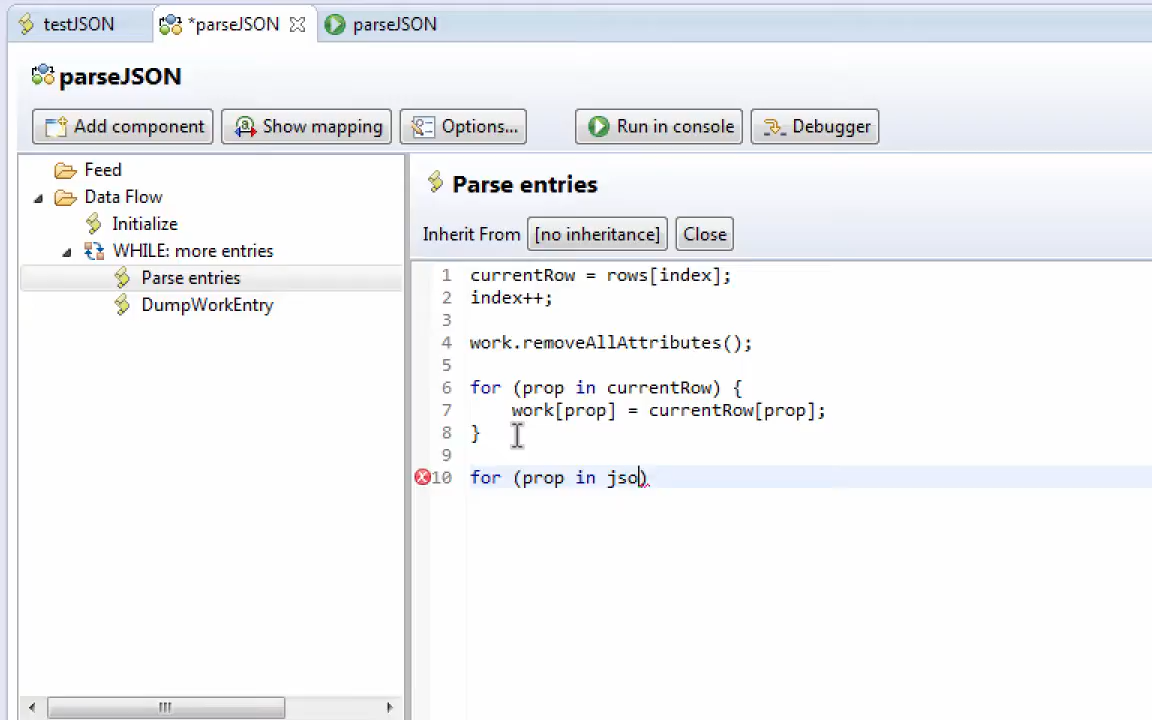 testJSON
*parseJSON
parseJSON
parseJSON
Add component
Show mapping
Options...
Run in console
Debugger
Feed
Data Flow
Initialize
WHILE: more entries
Parse entries
DumpWorkEntry
Parse entries
Inherit From [no inheritance] Close
1 currentRow = rows[index];
2 index++;
3
4 work.removeAllAttributes();
5
6 for (prop in currentRow) {
7 work[prop] = currentRow[prop];
8 }
9
10 for (prop in jso)